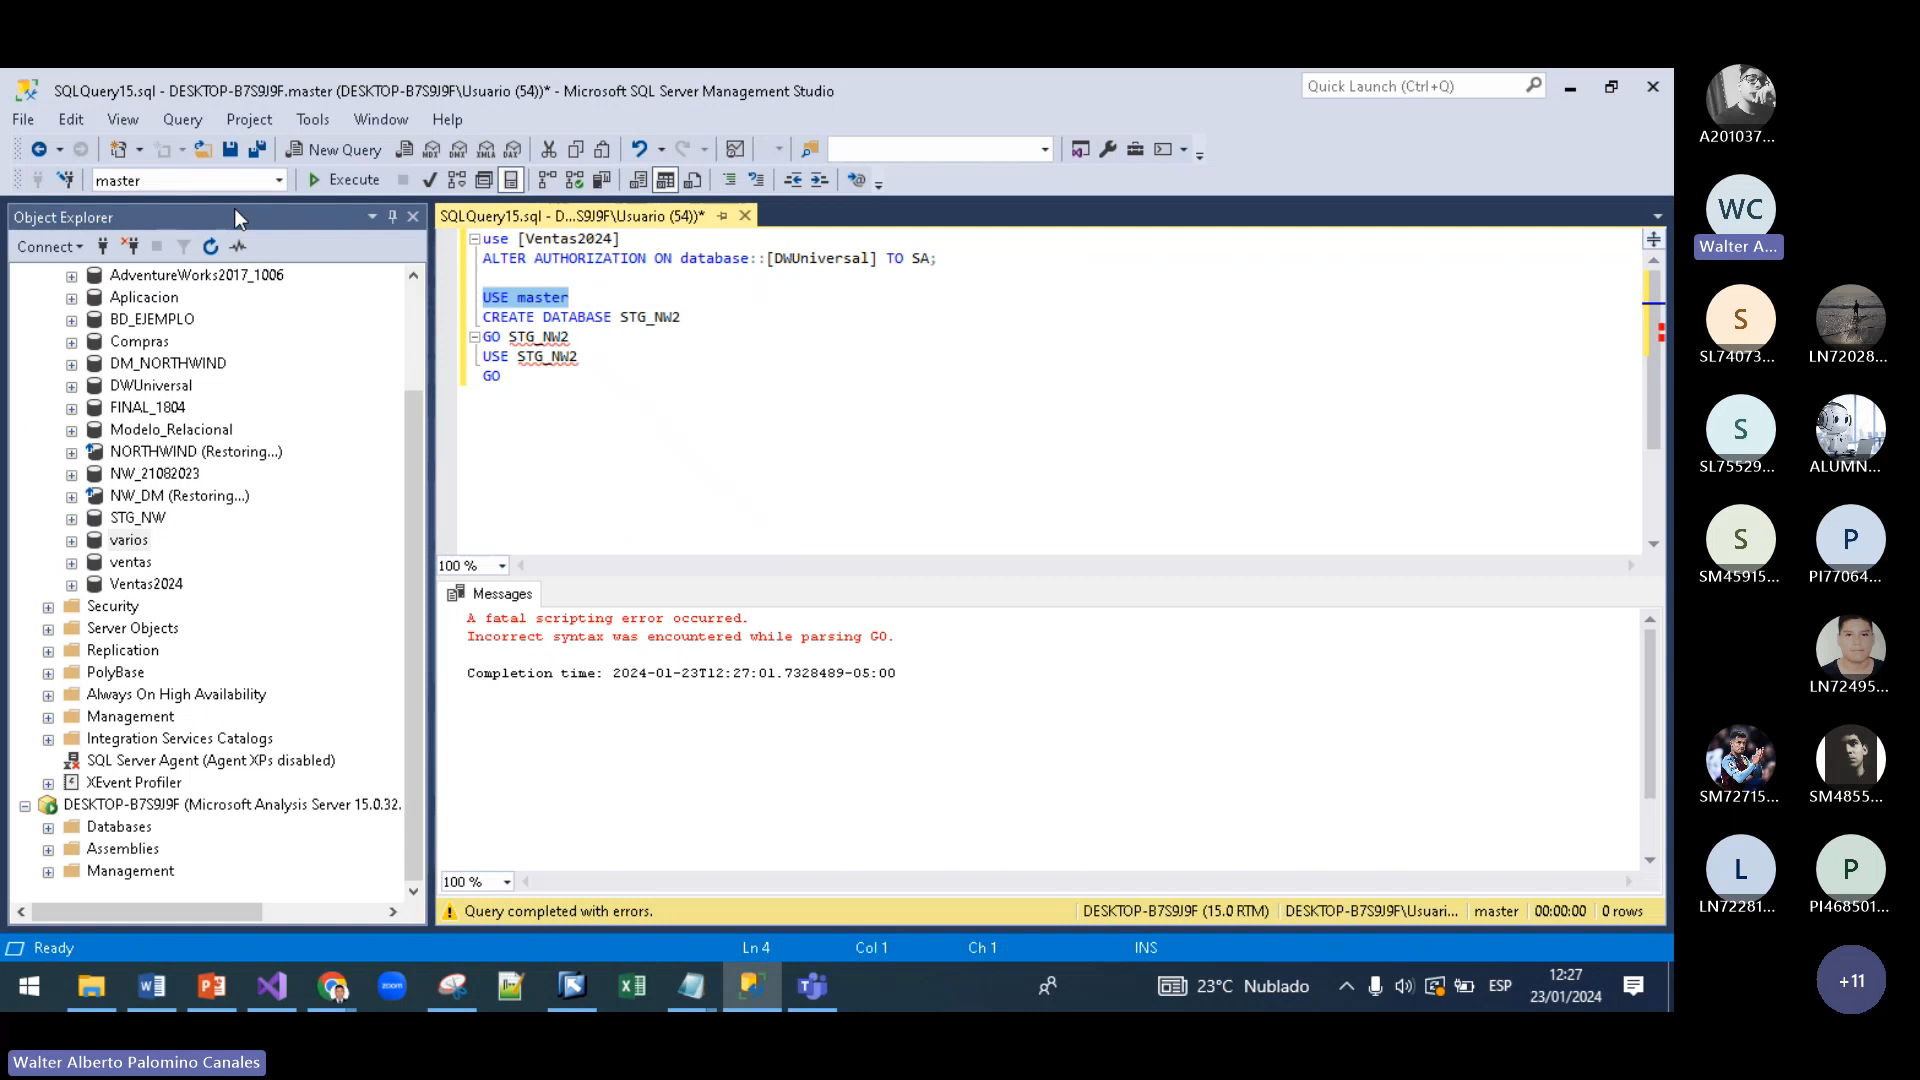 SQLQuery15.sql - DESKTOP-B7S9J9F.master (DESKTOP-B7S9J9F\Usuario (54))* - Microsoft SQL Server Management Studio
Quick Launch (Ctrl+Q)
File Edit View Query Project Tools Window Help
New Query
MDX DMX XMLA DAX
master
Execute
Object Explorer
Connect
AdventureWorks2017_1006
Aplicacion
BD_EJEMPLO
Compras
DM_NORTHWIND
DWUniversal
FINAL_1804
Modelo_Relacional
NORTHWIND (Restoring...)
NW_21082023
NW_DM (Restoring...)
STG_NW
varios
ventas
Ventas2024
Security
Server Objects
Replication
PolyBase
Always On High Availability
Management
Integration Services Catalogs
SQL Server Agent (Agent XPs disabled)
XEvent Profiler
DESKTOP-B7S9J9F (Microsoft Analysis Server 15.0.32.
Databases
Assemblies
Management
SQLQuery15.sql - D...S9J9F\Usuario (54))*
use [Ventas2024]
ALTER AUTHORIZATION ON database::[DWUniversal] TO SA;
USE master
CREATE DATABASE STG_NW2
GO STG_NW2
USE STG_NW2
GO
100 %
Messages
A fatal scripting error occurred.
Incorrect syntax was encountered while parsing GO.
Completion time: 2024-01-23T12:27:01.7328489-05:00
100 %
Query completed with errors.
DESKTOP-B7S9J9F (15.0 RTM) DESKTOP-B7S9J9F\Usuari... master 00:00:00 0 rows
Ready
Ln 4 Col 1 Ch 1 INS
zoom
23°C Nublado
ESP
12:27
23/01/2024
A201037...
WC
Walter A...
S
SL74073...
LN72028...
S
SL75529...
ALUMN...
S
SM45915...
P
PI77064...
LN72495...
SM72715...
SM4855...
L
LN72281...
P
PI468501...
+11
Walter Alberto Palomino Canales